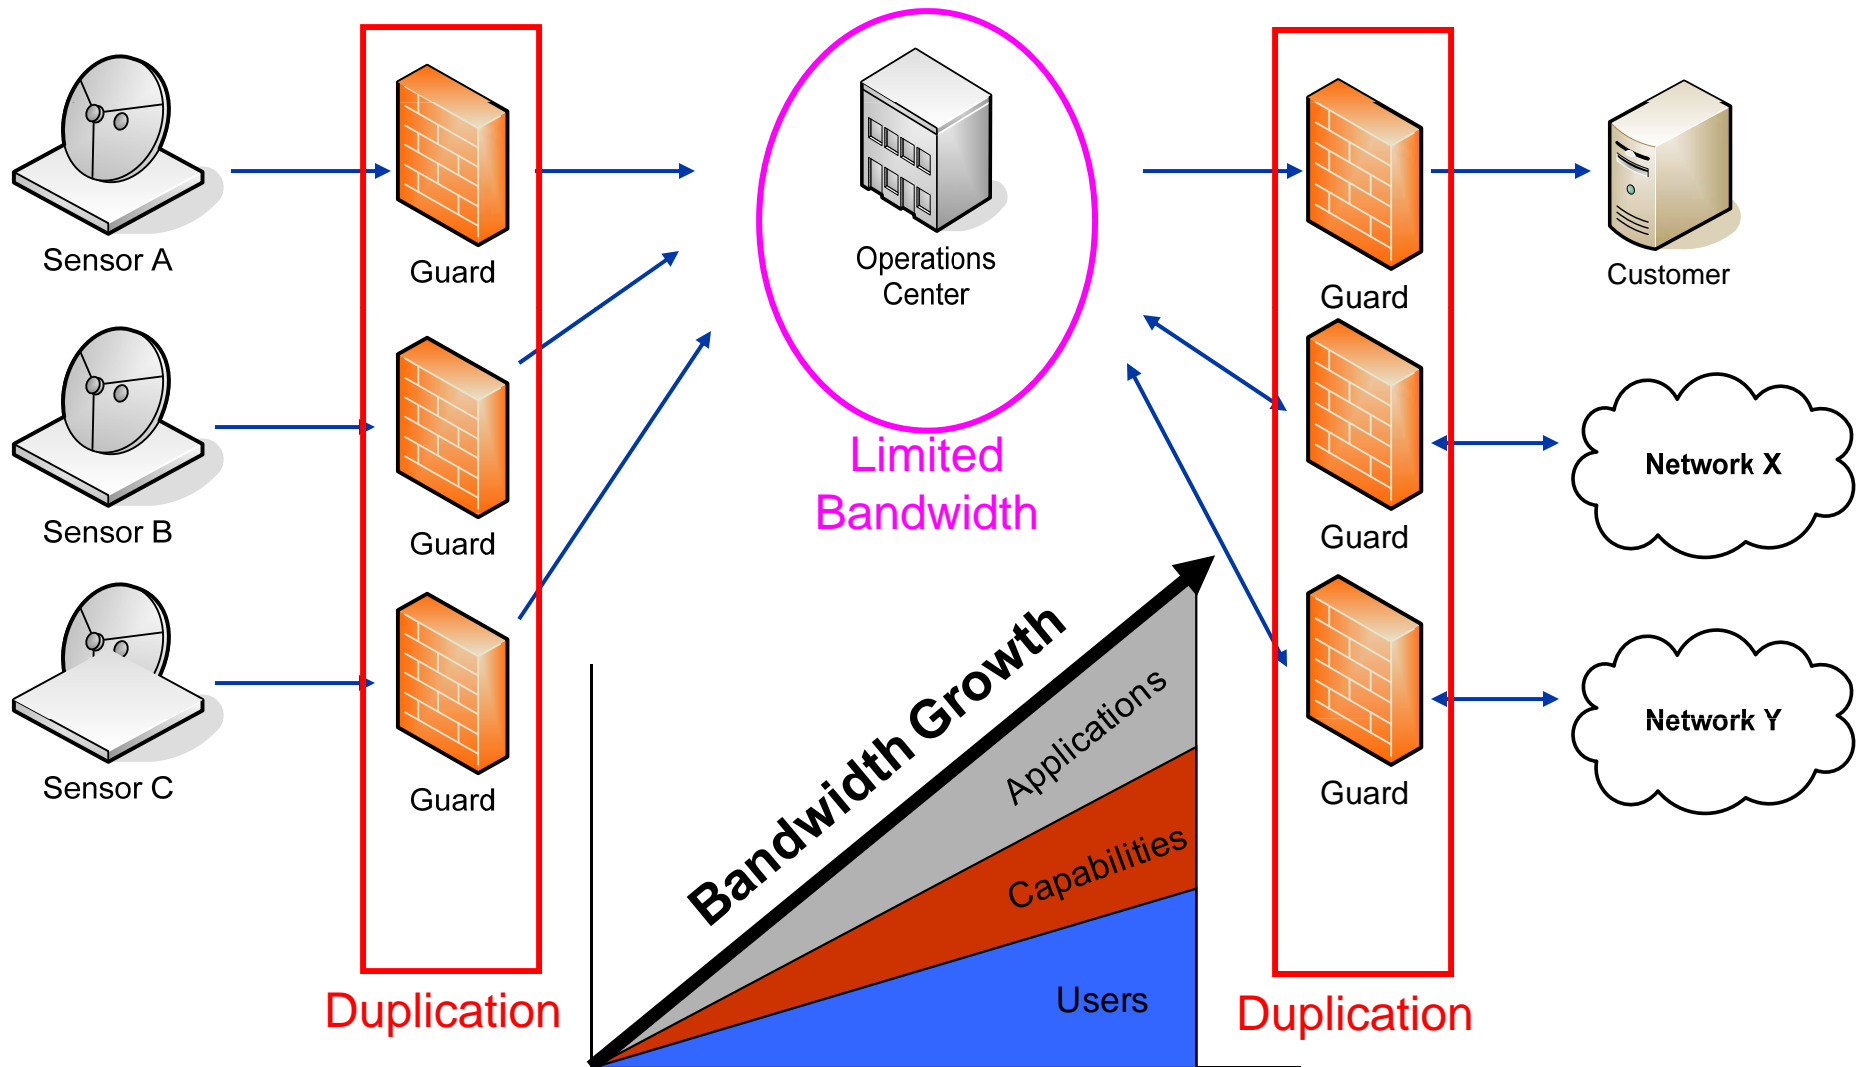 Sensor A
Guard
Operations
Center
Guard
Customer
Sensor B
Guard
Limited
Bandwidth
Guard
Network X
Sensor C
Guard
Bandwidth Growth
Applications
Capabilities
Users
Guard
Network Y
Duplication
Duplication